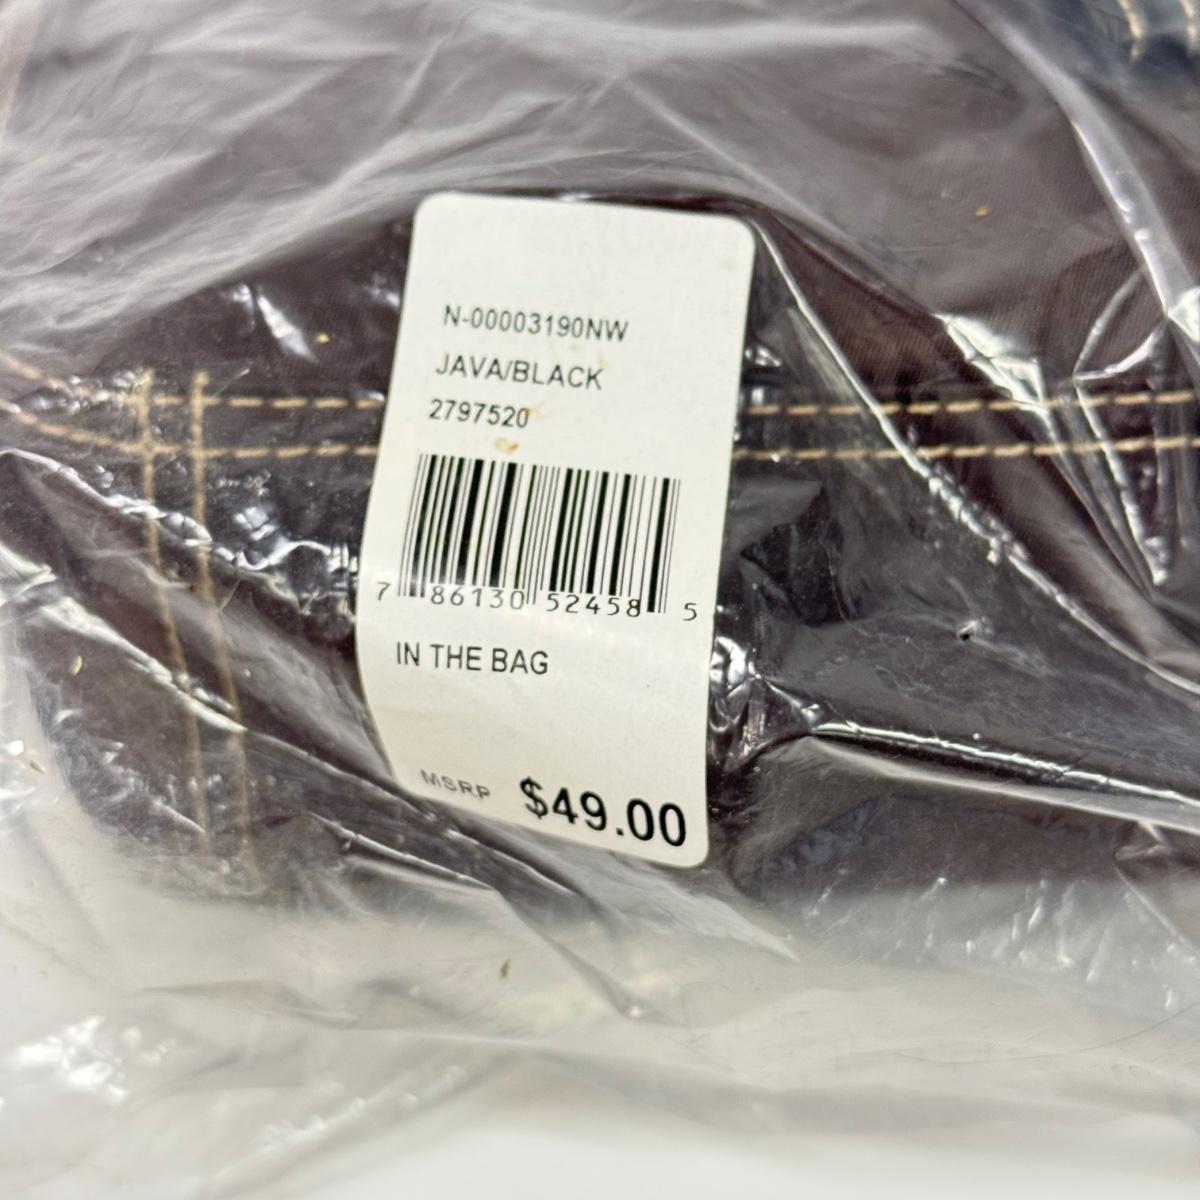 N-00003190NW
JAVA/BLACK
2797520
7 86130 52458 5
IN THE BAG
MSRP $49.00